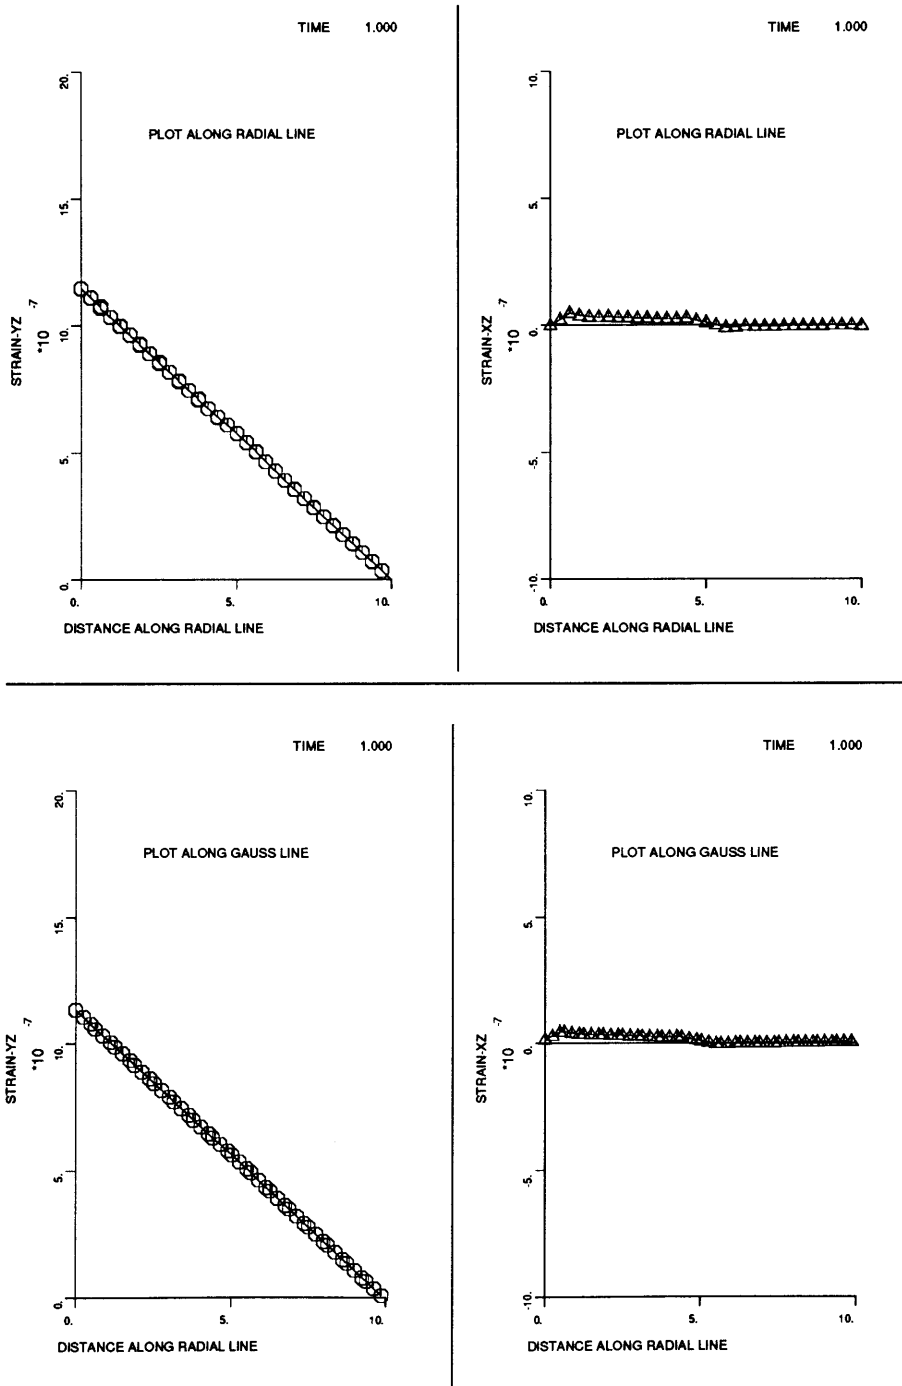 TIME 1.000
PLOT ALONG RADIAL LINE
20.
15.
10.
5.
0.
STRAIN-YZ
*10 -7
0. 5. 10.
DISTANCE ALONG RADIAL LINE
TIME 1.000
PLOT ALONG RADIAL LINE
10.
5.
0.
-5.
-10.
STRAIN-XZ
*10 -7
0. 5. 10.
DISTANCE ALONG RADIAL LINE
TIME 1.000
PLOT ALONG GAUSS LINE
20.
15.
10.
5.
0.
STRAIN-YZ
*10 -7
0. 5. 10.
DISTANCE ALONG RADIAL LINE
TIME 1.000
PLOT ALONG GAUSS LINE
10.
5.
0.
-5.
-10.
STRAIN-XZ
*10 -7
0. 5. 10.
DISTANCE ALONG RADIAL LINE